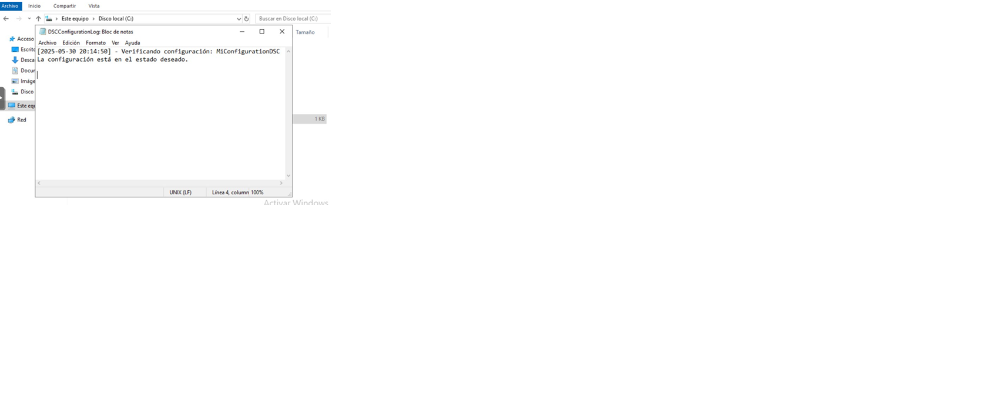 Archivo Inicio Compartir Vista
Este equipo > Disco local (C:) Buscar en Disco local (C:)
DSCConfigurationLog: Bloc de notas
Tamaño
Archivo Edición Formato Ver Ayuda
Acceso
[2025-05-30 20:14:50] - Verificando configuración: MiConfigurationDSC
Escrito
La configuración está en el estado deseado.
Desca
Docum
Imáge
Disco
Este equ
Red
1 KB
UNIX (LF) Línea 4, column 100%
Activar Windows